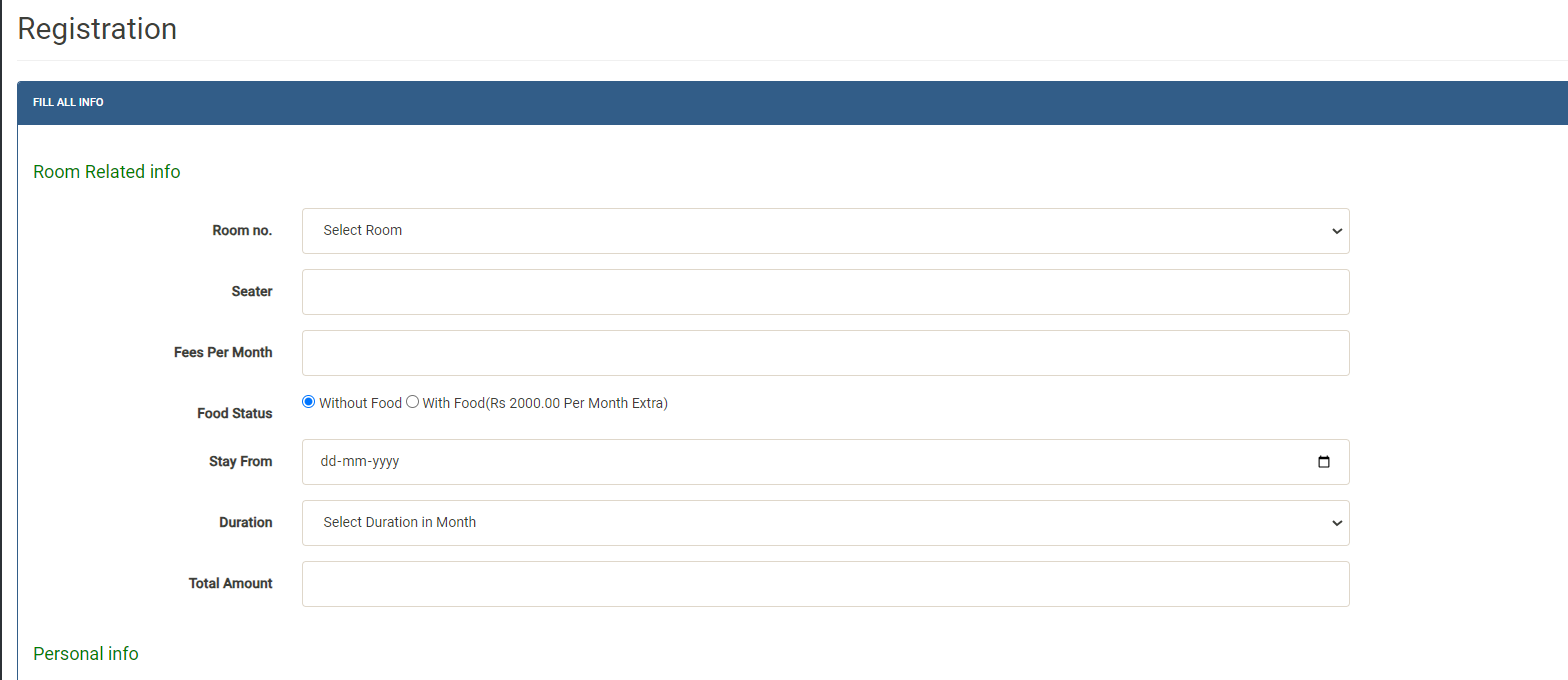 Registration
FILL ALL INFO
Room Related info
Room no. Select Room
Seater
Fees Per Month
Food Status Without Food With Food(Rs 2000.00 Per Month Extra)
Stay From dd-mm-yyyy
Duration Select Duration in Month
Total Amount
Personal info